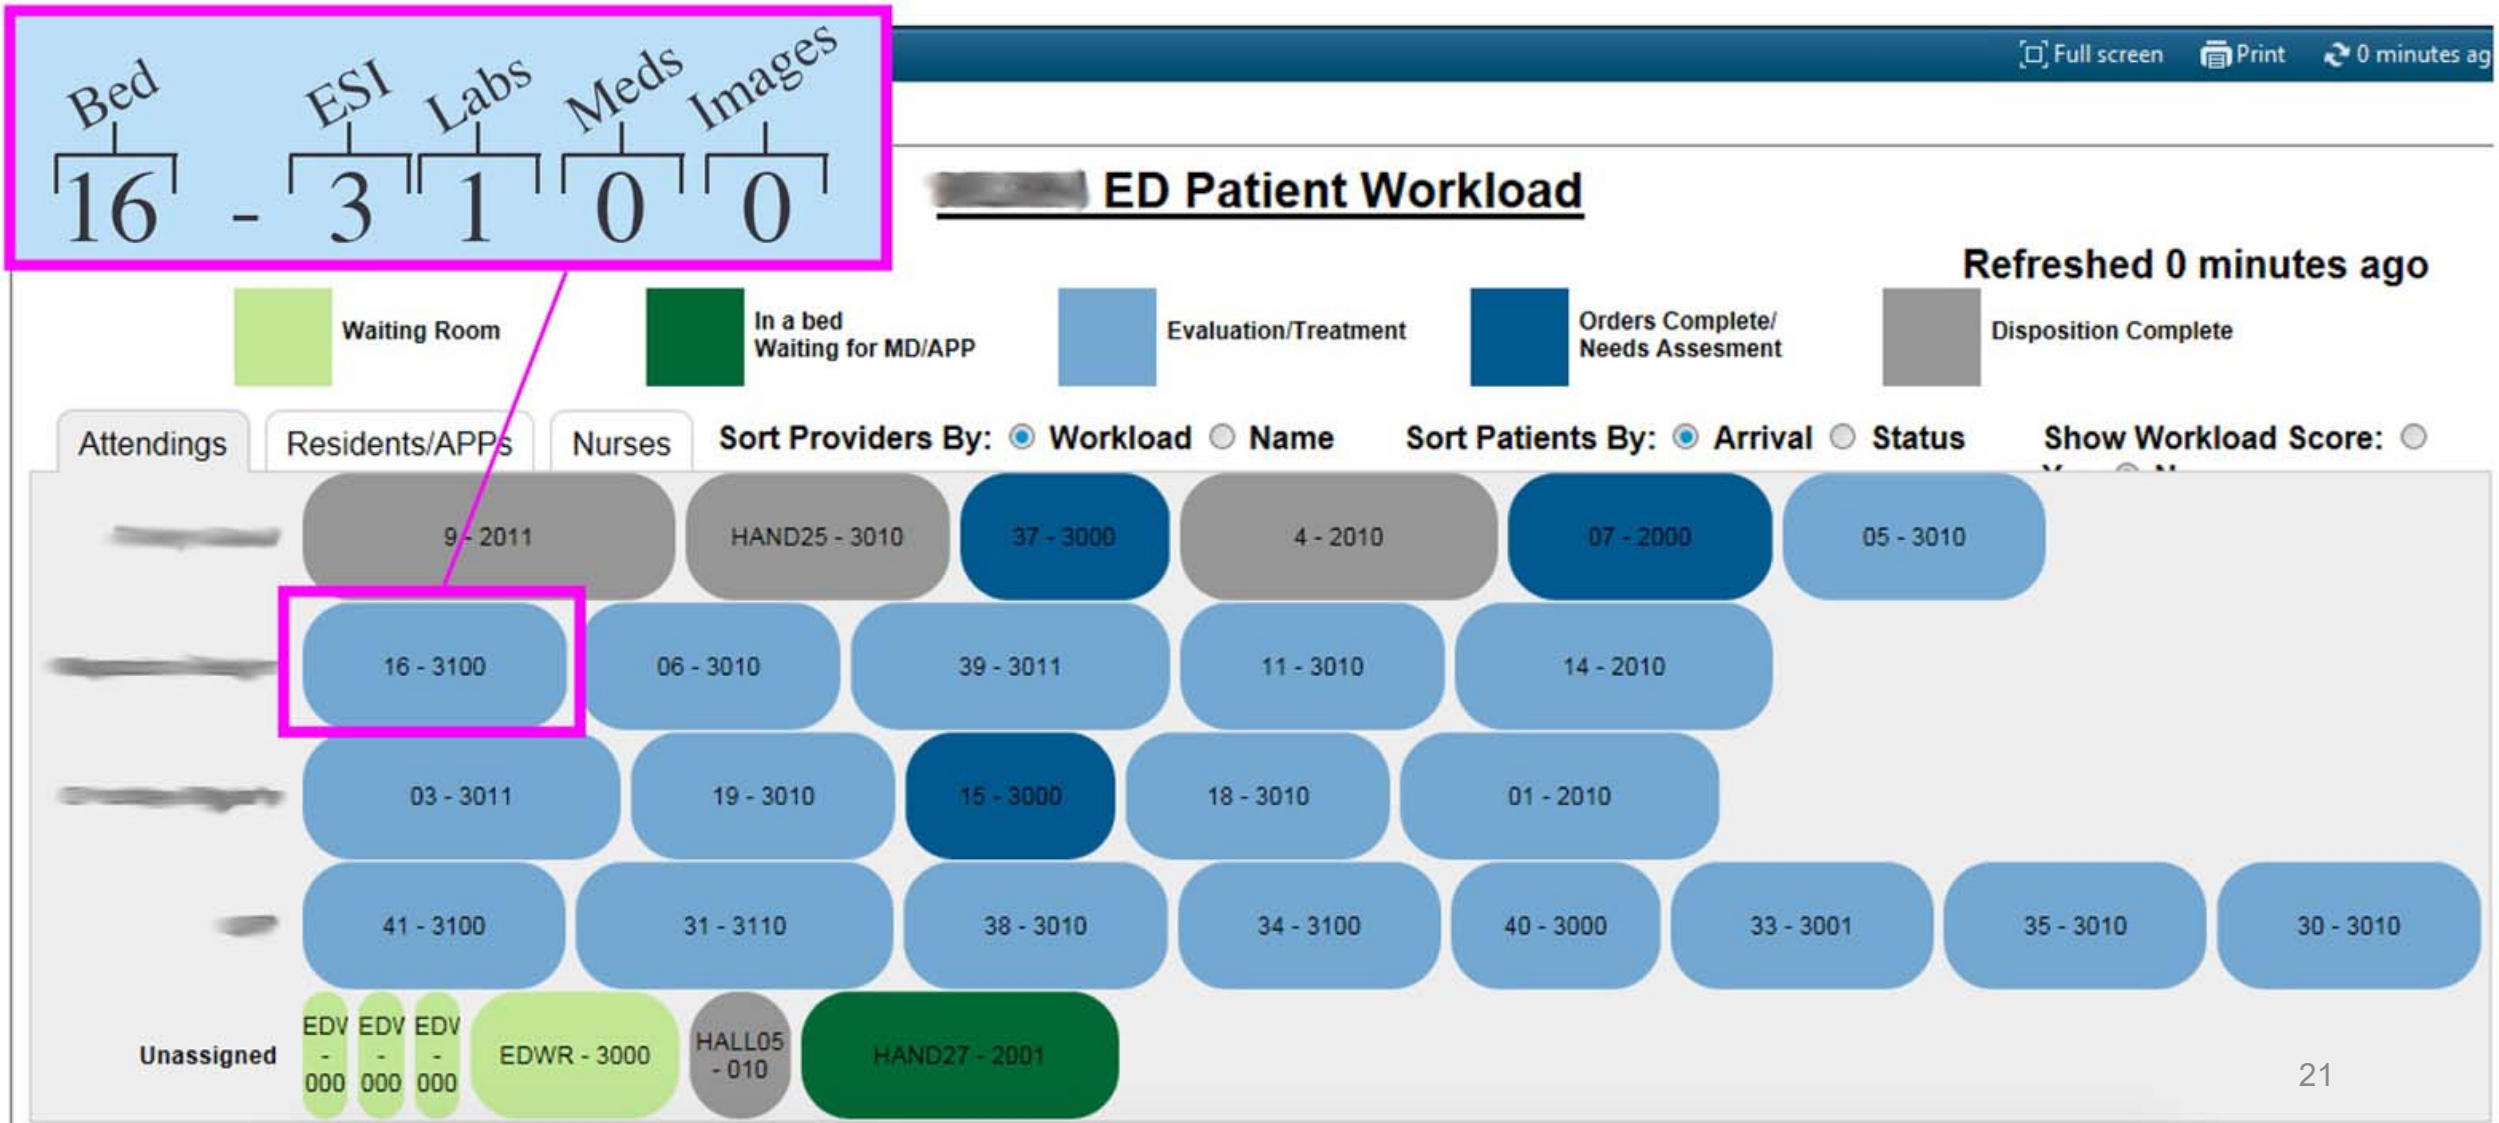 Bed ESI Labs Meds Images
16 - 3 1 0 0
Full screen Print 0 minutes ag
ED Patient Workload
Refreshed 0 minutes ago
Waiting Room
In a bed
Waiting for MD/APP
Evaluation/Treatment
Orders Complete/
Needs Assesment
Disposition Complete
Attendings Residents/APPs Nurses Sort Providers By: Workload Name Sort Patients By: Arrival Status Show Workload Score:
9 - 2011 HAND25 - 3010 37 - 3000 4 - 2010 07 - 2000 05 - 3010
16 - 3100 06 - 3010 39 - 3011 11 - 3010 14 - 2010
03 - 3011 19 - 3010 15 - 3000 18 - 3010 01 - 2010
41 - 3100 31 - 3110 38 - 3010 34 - 3100 40 - 3000 33 - 3001 35 - 3010 30 - 3010
Unassigned
EDW
-
000
EDW
-
000
EDW
-
000
EDWR - 3000
HALL05
- 010
HAND27 - 2001
21